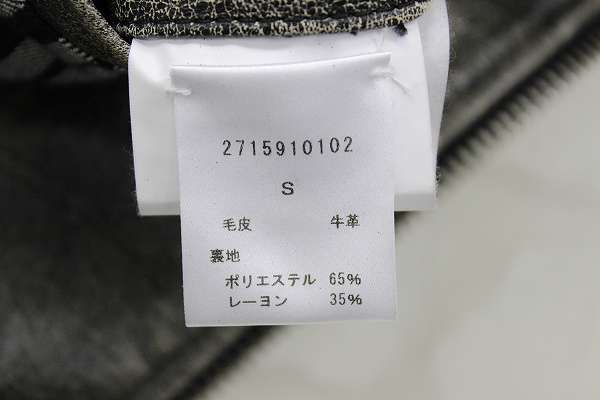 2715910102
S
毛皮 牛革
裏地
ポリエステル 65%
レーヨン 35%